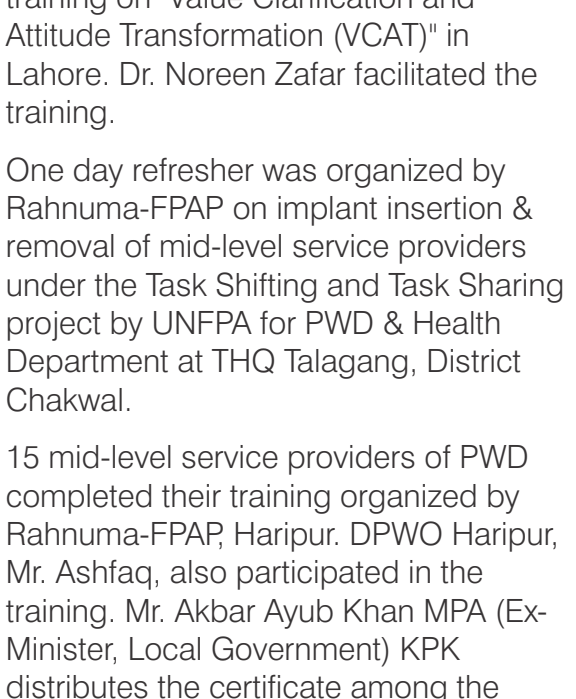 training on "Value Clarification and
Attitude Transformation (VCAT)" in
Lahore. Dr. Noreen Zafar facilitated the
training.
One day refresher was organized by
Rahnuma-FPAP on implant insertion &
removal of mid-level service providers
under the Task Shifting and Task Sharing
project by UNFPA for PWD & Health
Department at THQ Talagang, District
Chakwal.
15 mid-level service providers of PWD
completed their training organized by
Rahnuma-FPAP, Haripur. DPWO Haripur,
Mr. Ashfaq, also participated in the
training. Mr. Akbar Ayub Khan MPA (Ex-
Minister, Local Government) KPK
distributes the certificate among the